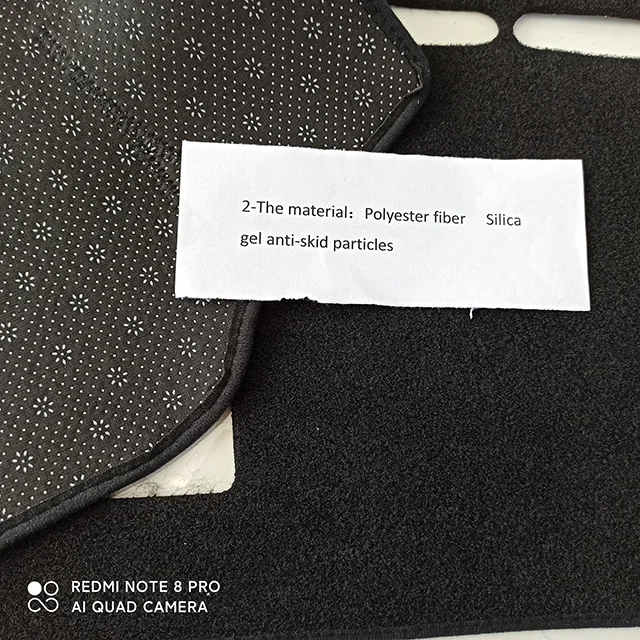 2-The material：Polyester fiber Silica
gel anti-skid particles
REDMI NOTE 8 PRO
AI QUAD CAMERA